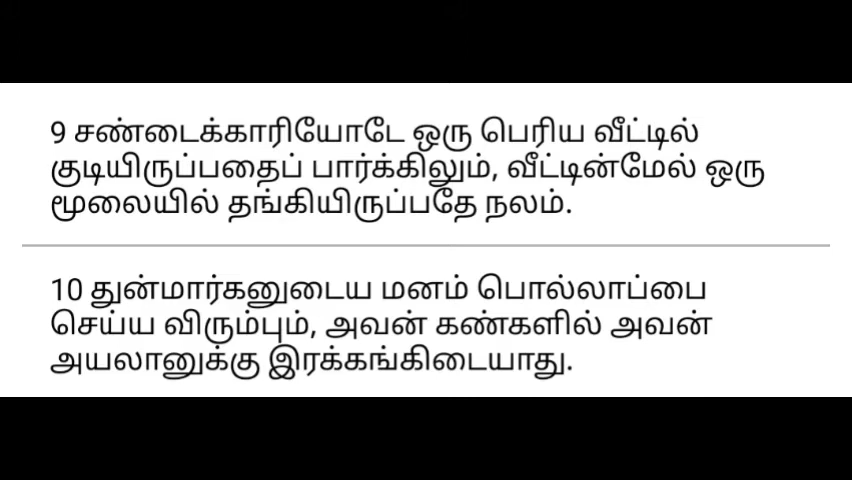 9 சண்டைக்காரியோடே ஒரு பெரிய வீட்டில்
குடியிருப்பதைப் பார்க்கிலும், வீட்டின்மேல் ஒரு
மூலையில் தங்கியிருப்பதே நலம்.
10 துன்மார்கனுடைய மனம் பொல்லாப்பை
செய்ய விரும்பும், அவன் கண்களில் அவன்
அயலானுக்கு இரக்கங்கிடையாது.